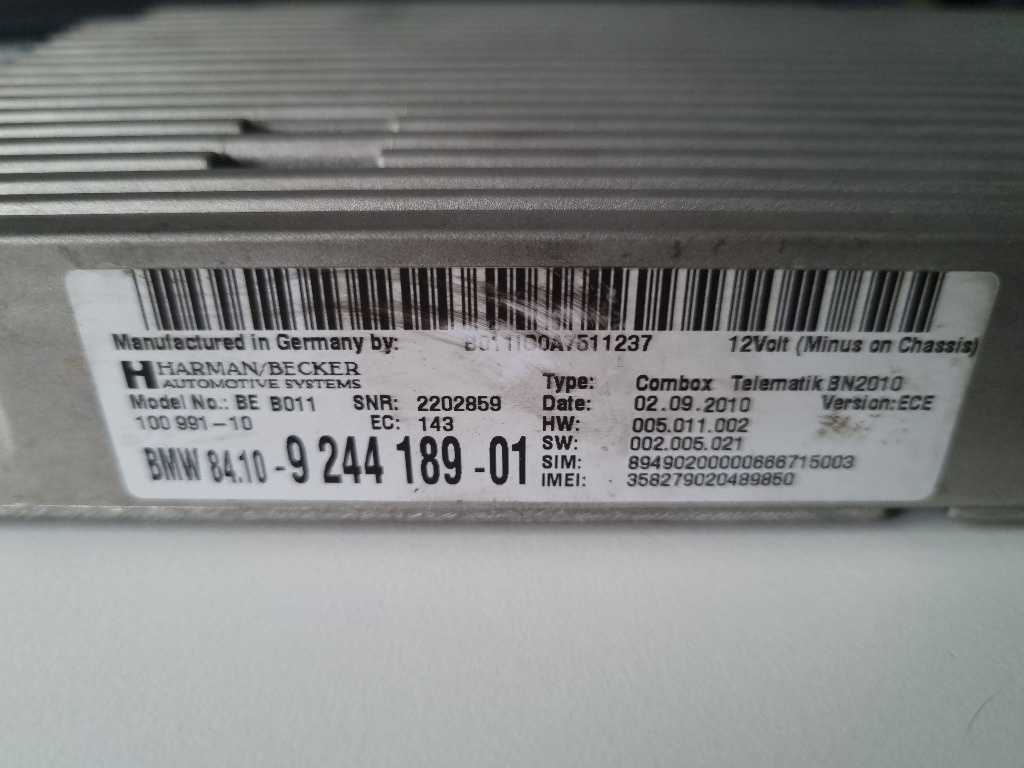 Manufactured in Germany by: 12Volt (Minus on Chassis)
HARMAN/BECKER
AUTOMOTIVE SYSTEMS
Type: Combox Telematik BN2010
Model No.: BE B011 SNR: 2202859 Date: 02.09.2010 Version: ECE
100 991-10 EC: 143 HW: 005.011.002
SW: 002.005.021
BMW 84.10-9 244 189-01 SIM: 89490200000666715003
IMEI: 358279020489850